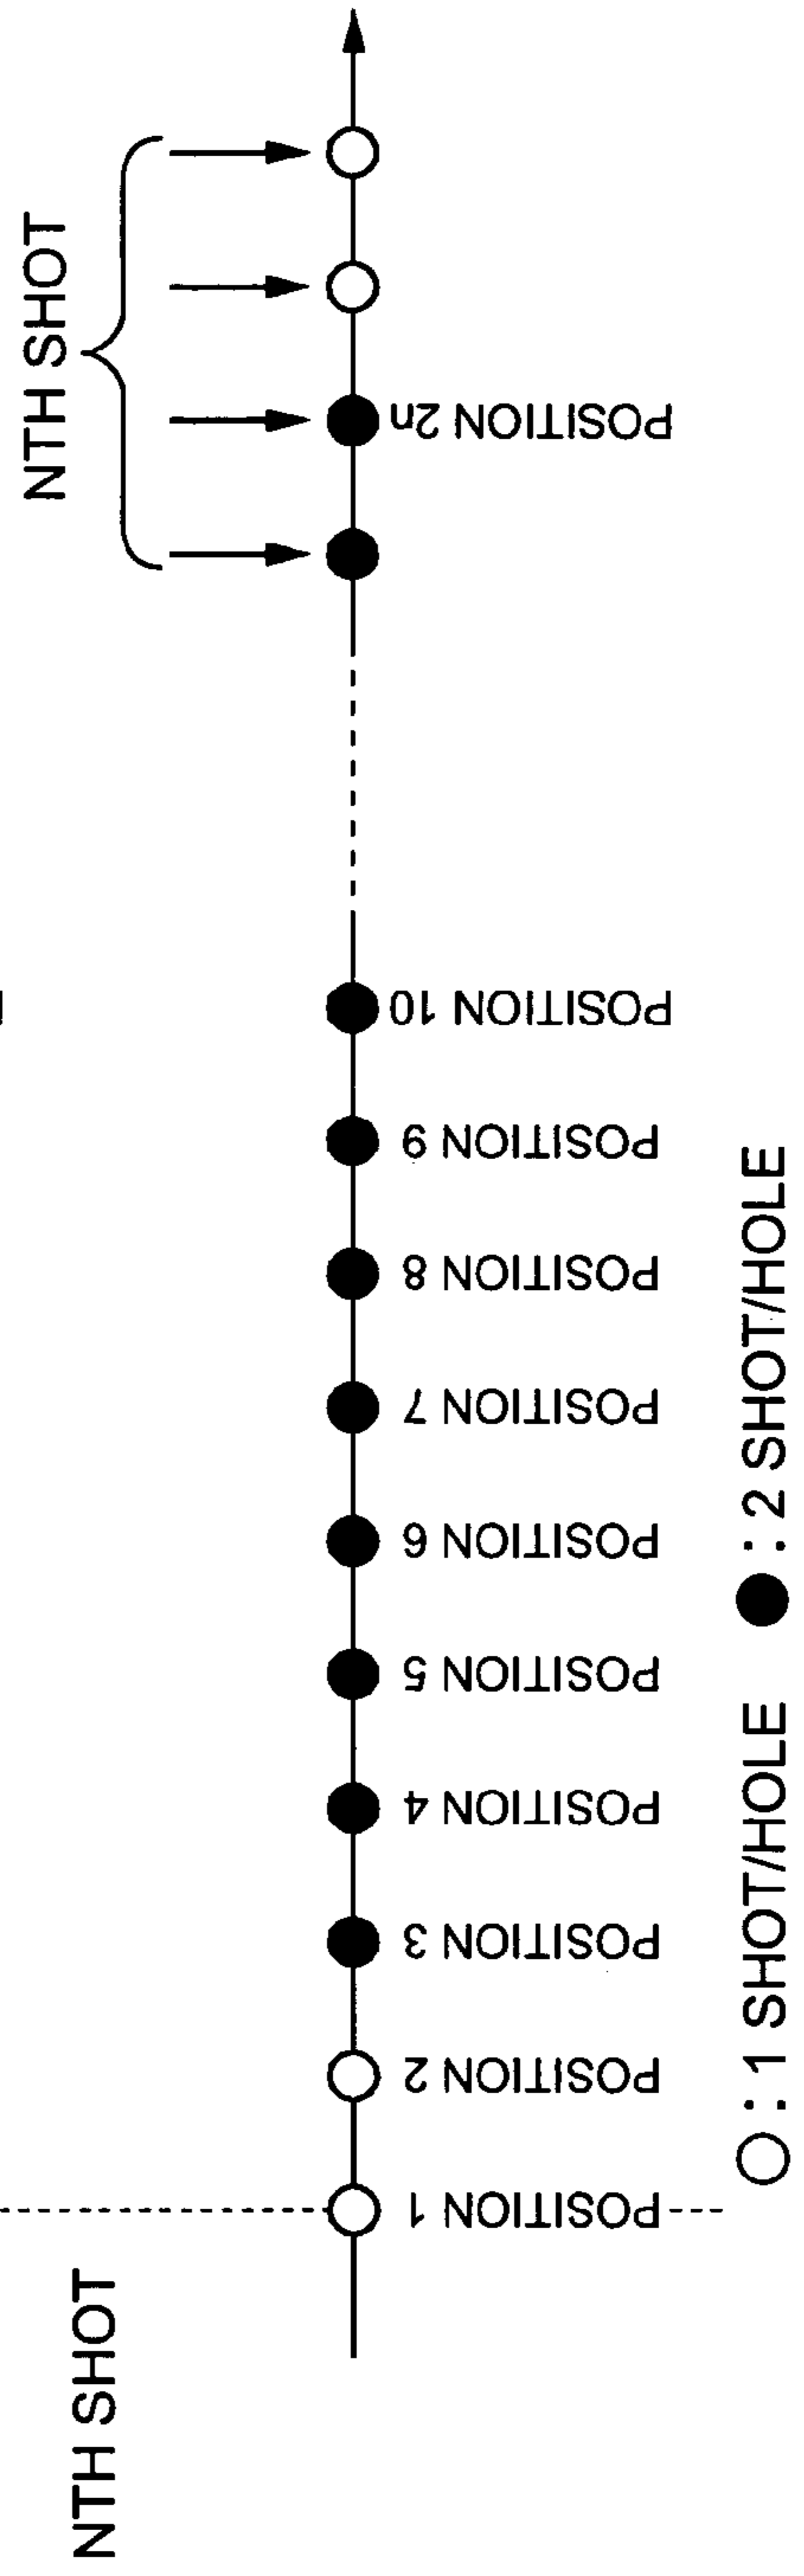 NTH SHOT
NTH SHOT
POSITION 1
POSITION 2
POSITION 3
POSITION 4
POSITION 5
POSITION 6
POSITION 7
POSITION 8
POSITION 9
POSITION 10
POSITION 2n
: 1 SHOT/HOLE
: 2 SHOT/HOLE